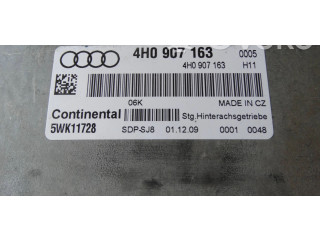 4H0 907 163 0005
4H0 907 163 H11
06K MADE IN CZ
Continental Stg.Hinterachsgetriebe
5WK11728 SDP-SJ8 01.12.09 0001 0048